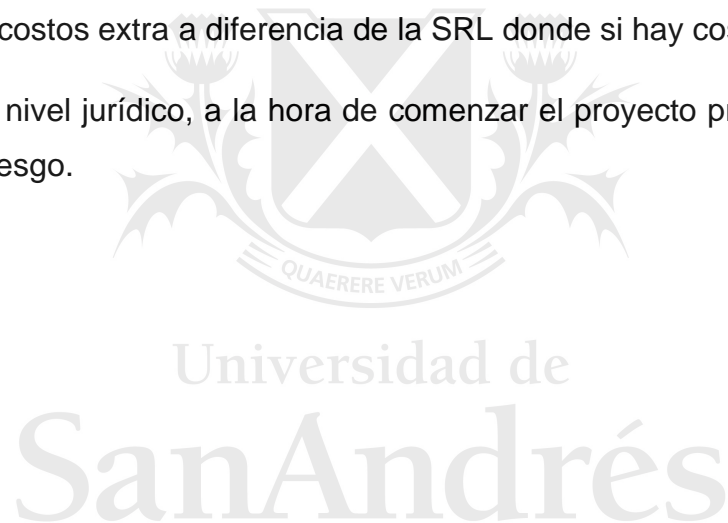 costos extra a diferencia de la SRL donde si hay co
nivel jurídico, a la hora de comenzar el proyecto p
esgo.
QUAERERE VERUM
Universidad de
SanAndrés